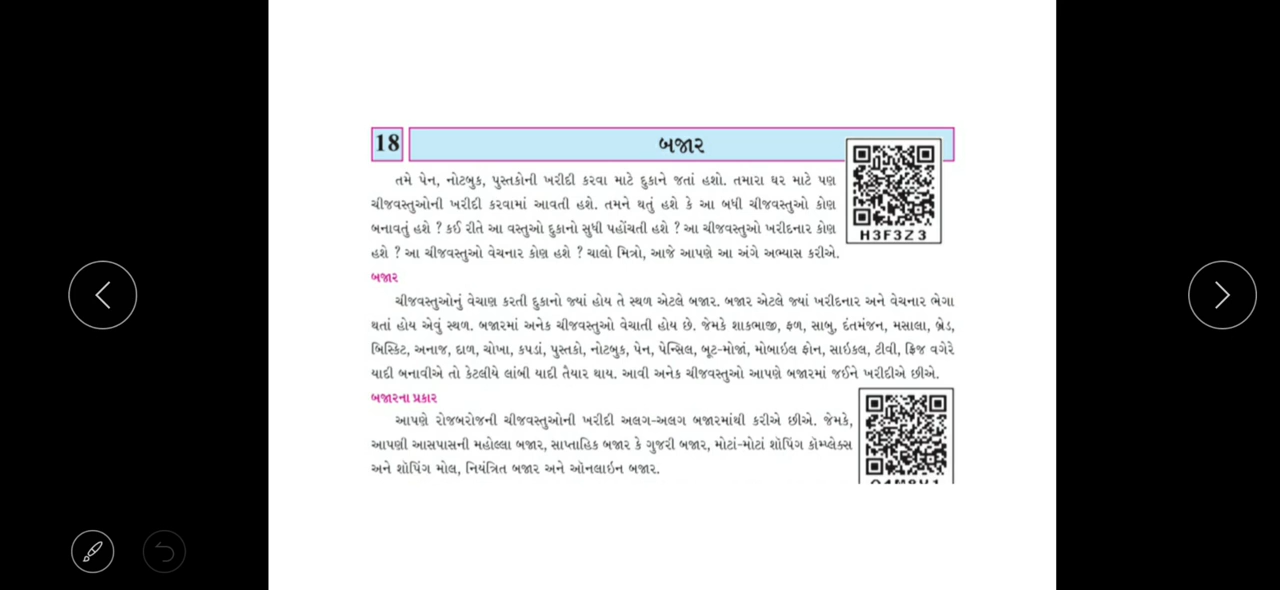 18
બજાર
તમે પેન, નોટબુક, પુસ્તકોની ખરીદી કરવા માટે દુકાને જતાં હશો. તમારા ઘર માટે પણ
ચીજવસ્તુઓની ખરીદી કરવામાં આવતી હશે. તમને થતું હશે કે આ બધી ચીજવસ્તુઓ કોણ
બનાવતું હશે ? કઈ રીતે આ વસ્તુઓ દુકાનો સુધી પહોંચતી હશે ? આ ચીજવસ્તુઓ ખરીદનાર કોણ
હશે ? આ ચીજવસ્તુઓ વેચનાર કોણ હશે ? ચાલો મિત્રો, આજે આપણે આ અંગે અભ્યાસ કરીએ.
H3F3Z3
બજાર
ચીજવસ્તુઓનું વેચાણ કરતી દુકાનો જ્યાં હોય તે સ્થળ એટલે બજાર. બજાર એટલે જ્યાં ખરીદનાર અને વેચનાર ભેગા
થતાં હોય એવું સ્થળ. બજારમાં અનેક ચીજવસ્તુઓ વેચાતી હોય છે. જેમકે શાકભાજી, ફળ, સાબુ, દંતમંજન, મસાલા, બ્રેડ,
બિસ્કિટ, અનાજ, દાળ, ચોખા, કપડાં, પુસ્તકો, નોટબુક, પેન, પેન્સિલ, બૂટ-મોજાં, મોબાઇલ ફોન, સાઇકલ, ટીવી, ફ્રિજ વગેરે
યાદી બનાવીએ તો કેટલીયે લાંબી યાદી તૈયાર થાય. આવી અનેક ચીજવસ્તુઓ આપણે બજારમાં જઈને ખરીદીએ છીએ.
બજારના પ્રકાર
આપણે રોજબરોજની ચીજવસ્તુઓની ખરીદી અલગ-અલગ બજારમાંથી કરીએ છીએ. જેમકે,
આપણી આસપાસની મહોલ્લા બજાર, સાપ્તાહિક બજાર કે ગુજરી બજાર, મોટાં-મોટાં શૉપિંગ કૉમ્પ્લેક્સ
અને શૉપિંગ મોલ, નિયંત્રિત બજાર અને ઑનલાઇન બજાર.